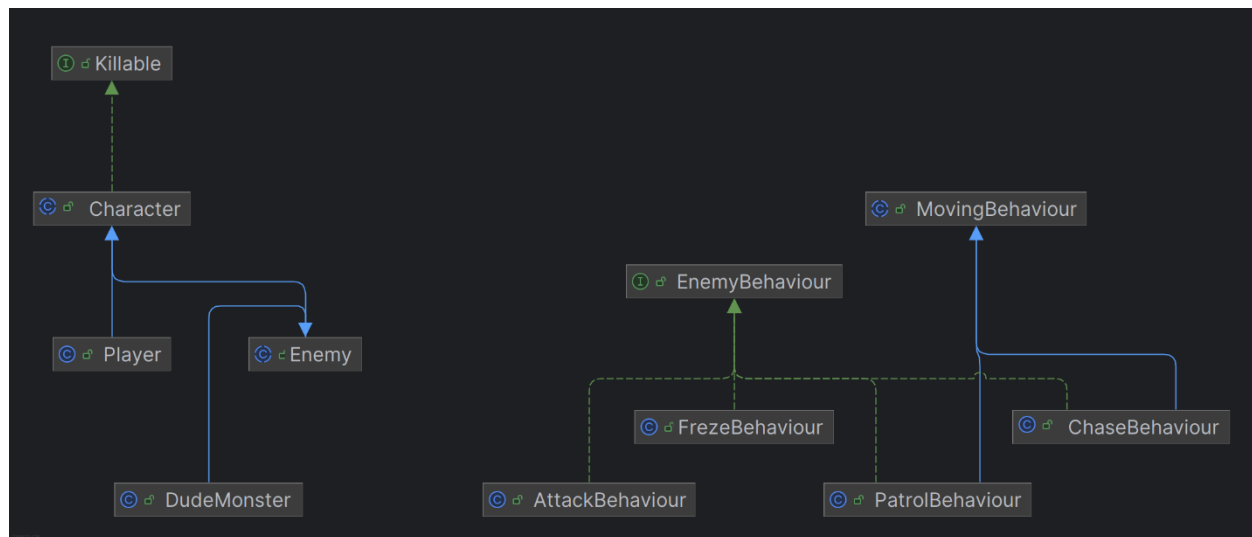 Killable
Character
MovingBehaviour
EnemyBehaviour
Player
Enemy
FrezeBehaviour
ChaseBehaviour
DudeMonster
AttackBehaviour
PatrolBehaviour